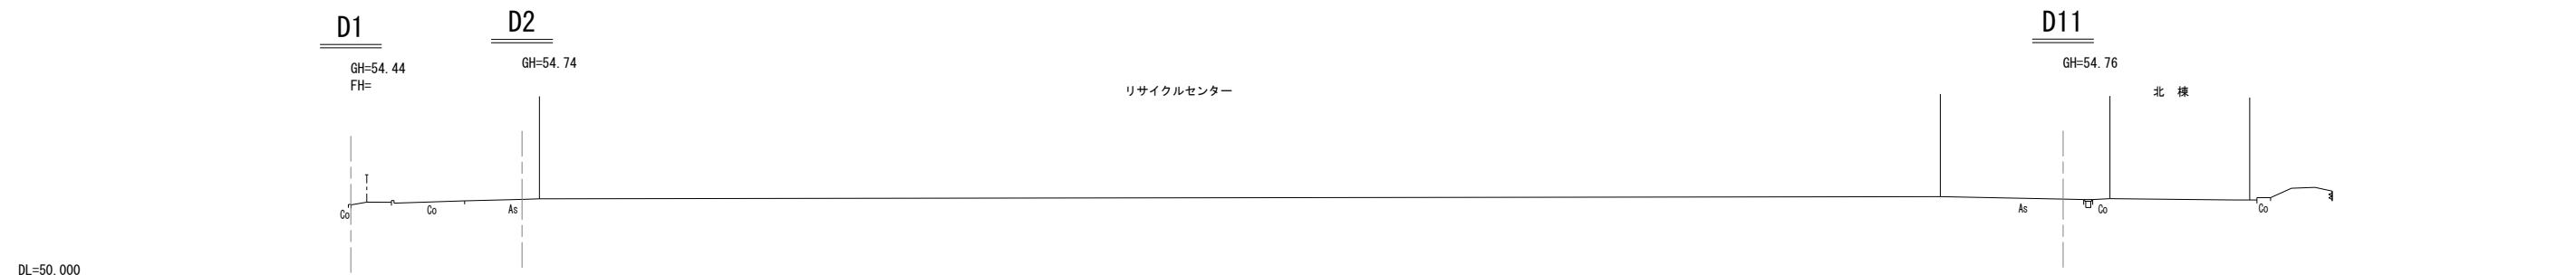 D1
D2
D11
GH=54.44
FH=
GH=54.74
GH=54.76
リサイクルセンター
北 棟
Co
Co
As
As
Co
Co
DL=50.000